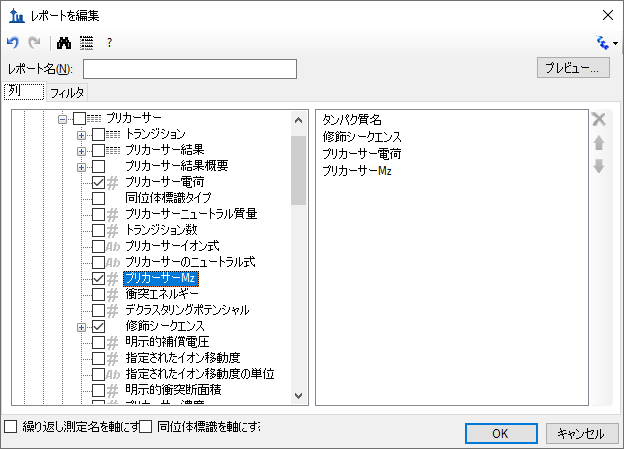 レポートを編集
?
レポート名(N):
プレビュー...
列 フィルタ
プリカーサー
トランジション
プリカーサー結果
プリカーサー結果概要
# プリカーサー電荷
同位体標識タイプ
# プリカーサーニュートラル質量
# トランジション数
Ab プリカーサーイオン式
Ab プリカーサーのニュートラル式
# プリカーサーMz
# 衝突エネルギー
# デクラスタリングポテンシャル
修飾シークエンス
# 明示的補償電圧
# 指定されたイオン移動度
Ab 指定されたイオン移動度の単位
# 明示的衝突断面積
タンパク質名
修飾シークエンス
プリカーサー電荷
プリカーサーMz
繰り返し測定名を軸にす 同位体標識を軸にす
OK キャンセル